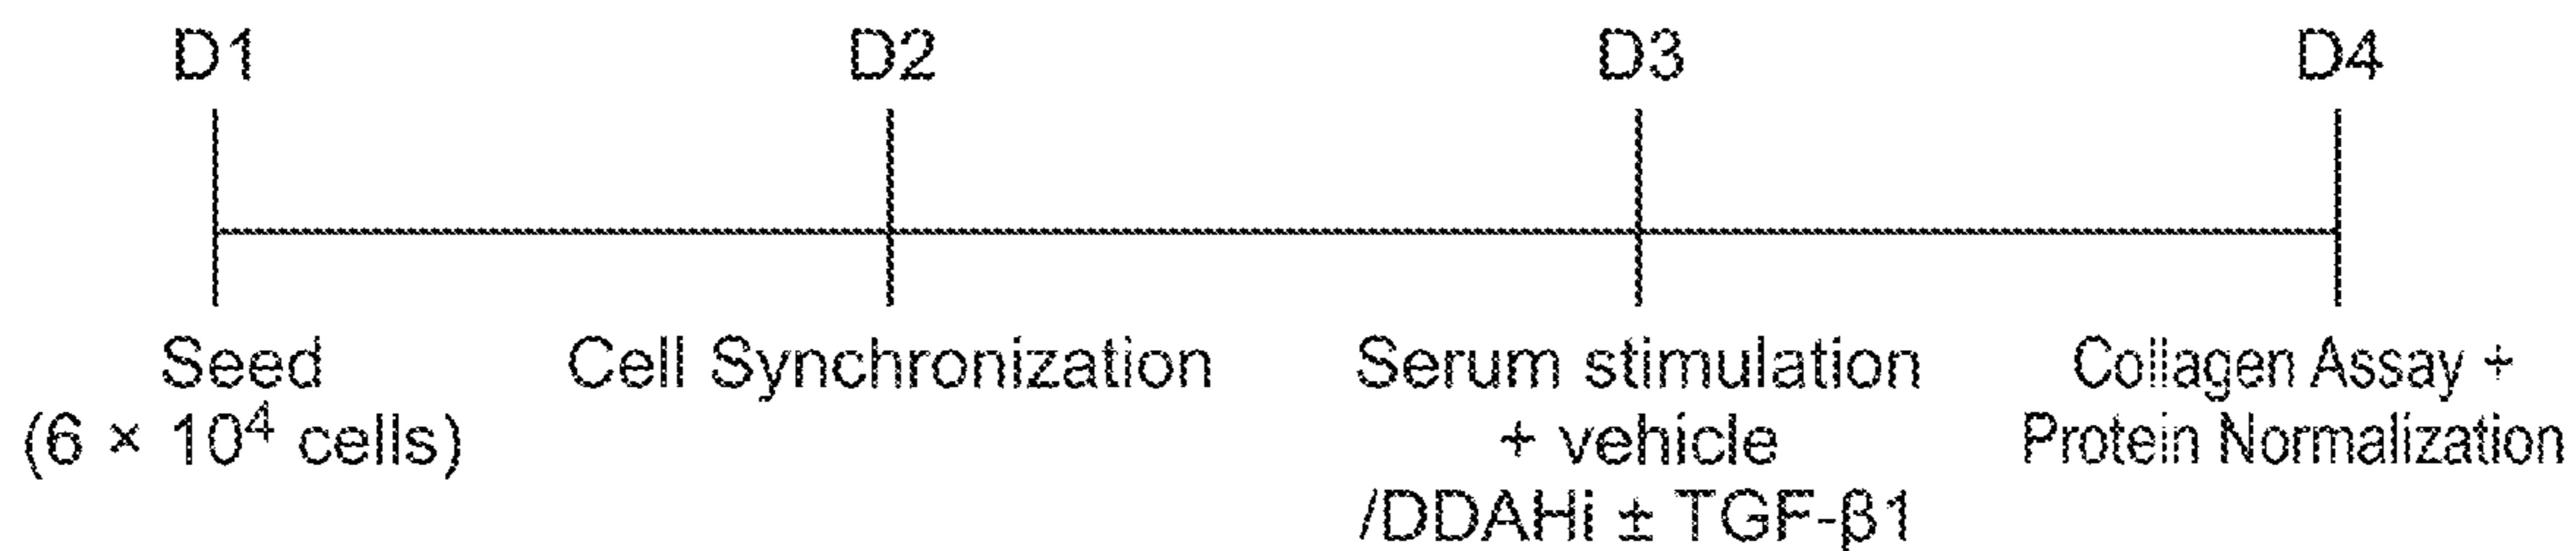 D1 D2 D3 D4
Seed Cell Synchronization Serum stimulation Collagen Assay +
(6 × 10⁴ cells) + vehicle Protein Normalization
/DDAHi ± TGF-β1